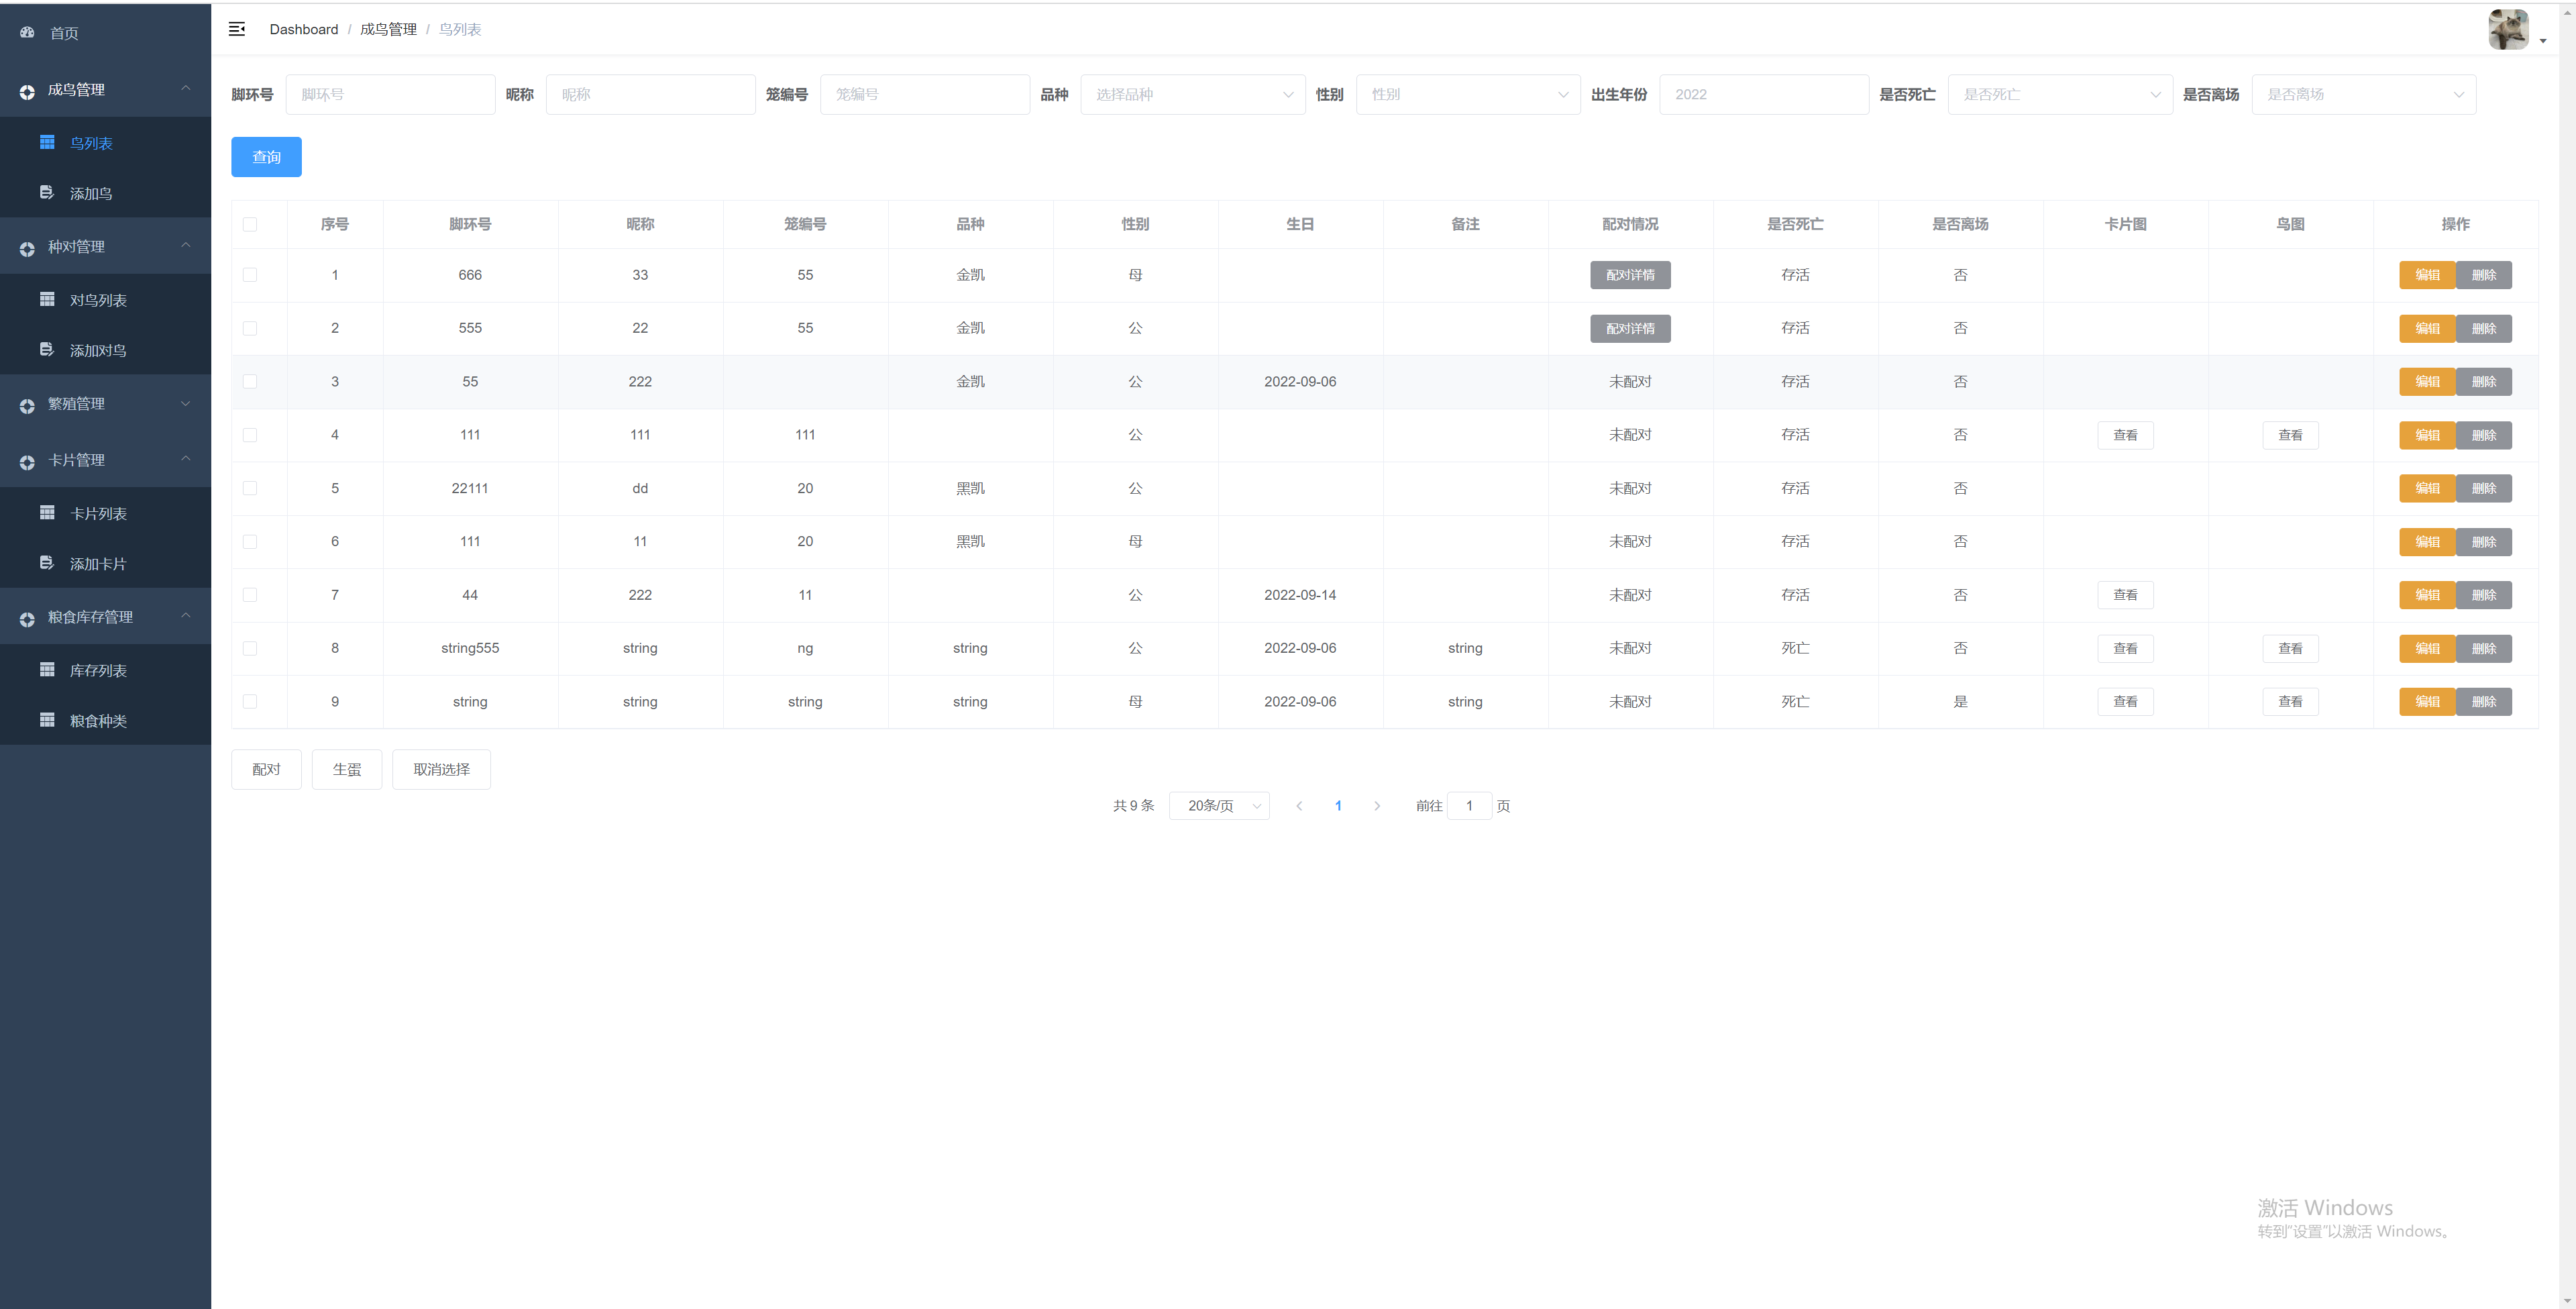 首页
成鸟管理
鸟列表
添加鸟
种对管理
对鸟列表
添加对鸟
繁殖管理
卡片管理
卡片列表
添加卡片
粮食库存管理
库存列表
粮食种类
Dashboard / 成鸟管理 / 鸟列表
脚环号 脚环号 昵称 昵称 笼编号 笼编号 品种 选择品种 性别 性别 出生年份 2022 是否死亡 是否死亡 是否离场 是否离场
查询
序号 脚环号 昵称 笼编号 品种 性别 生日 备注 配对情况 是否死亡 是否离场 卡片图 鸟图 操作
1 666 33 55 金凯 母 配对详情 存活 否 编辑 删除
2 555 22 55 金凯 公 配对详情 存活 否 编辑 删除
3 55 222 金凯 公 2022-09-06 未配对 存活 否 编辑 删除
4 111 111 111 公 未配对 存活 否 查看 查看 编辑 删除
5 22111 dd 20 黑凯 公 未配对 存活 否 编辑 删除
6 111 11 20 黑凯 母 未配对 存活 否 编辑 删除
7 44 222 11 公 2022-09-14 未配对 存活 否 查看 编辑 删除
8 string555 string ng string 公 2022-09-06 string 未配对 死亡 否 查看 查看 编辑 删除
9 string string string string 母 2022-09-06 string 未配对 死亡 是 查看 查看 编辑 删除
配对 生蛋 取消选择
共 9 条 20条/页 1 前往 1 页
激活 Windows
转到"设置"以激活 Windows。